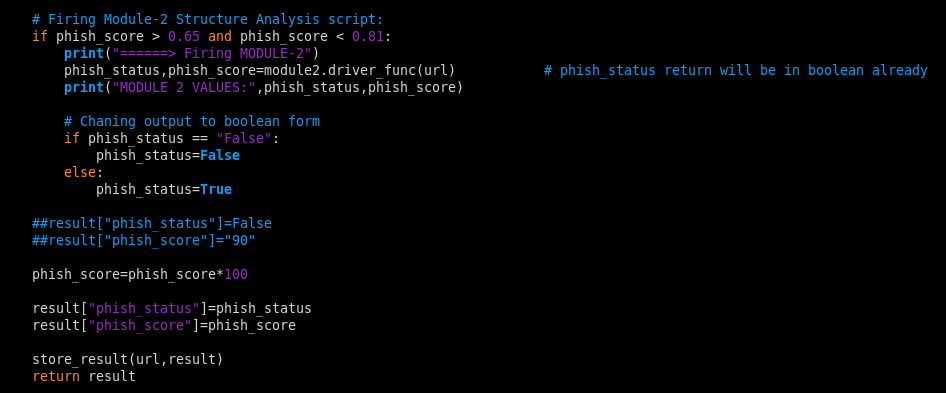 # Firing Module-2 Structure Analysis script:
if phish_score > 0.65 and phish_score < 0.81:
    print("======> Firing MODULE-2")
    phish_status,phish_score=module2.driver_func(url)           # phish_status return will be in boolean already
    print("MODULE 2 VALUES:",phish_status,phish_score)

    # Chaning output to boolean form
    if phish_status == "False":
        phish_status=False
    else:
        phish_status=True

##result["phish_status"]=False
##result["phish_score"]="90"

phish_score=phish_score*100

result["phish_status"]=phish_status
result["phish_score"]=phish_score

store_result(url,result)
return result